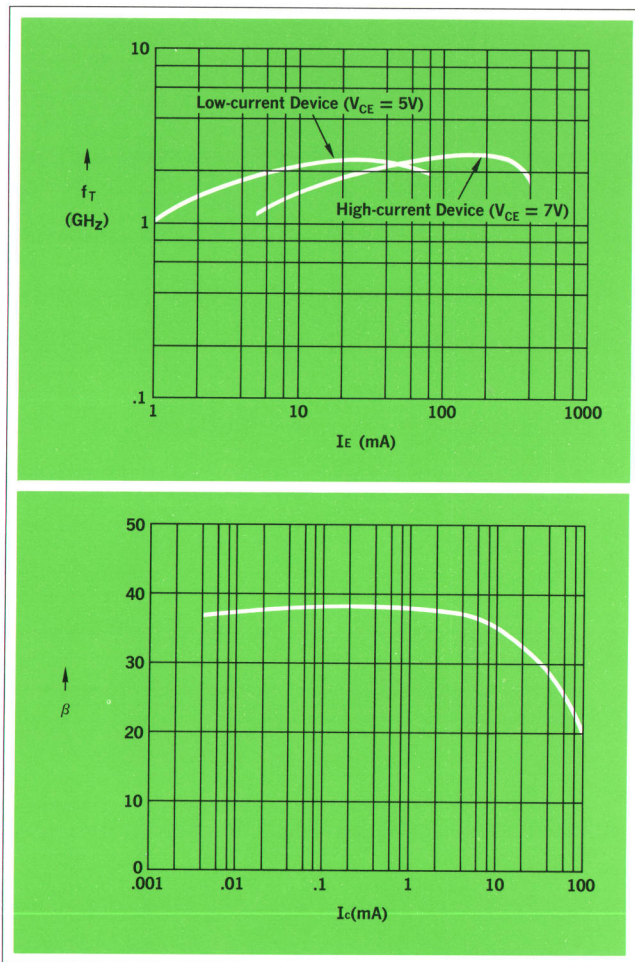 10
Low-current Device (VCE = 5V)
fT
(GHz)
1
High-current Device (VCE = 7V)
.1
1 10 100 1000
IE (mA)
50
40
30
β
20
10
0
.001 .01 .1 1 10 100
Ic(mA)